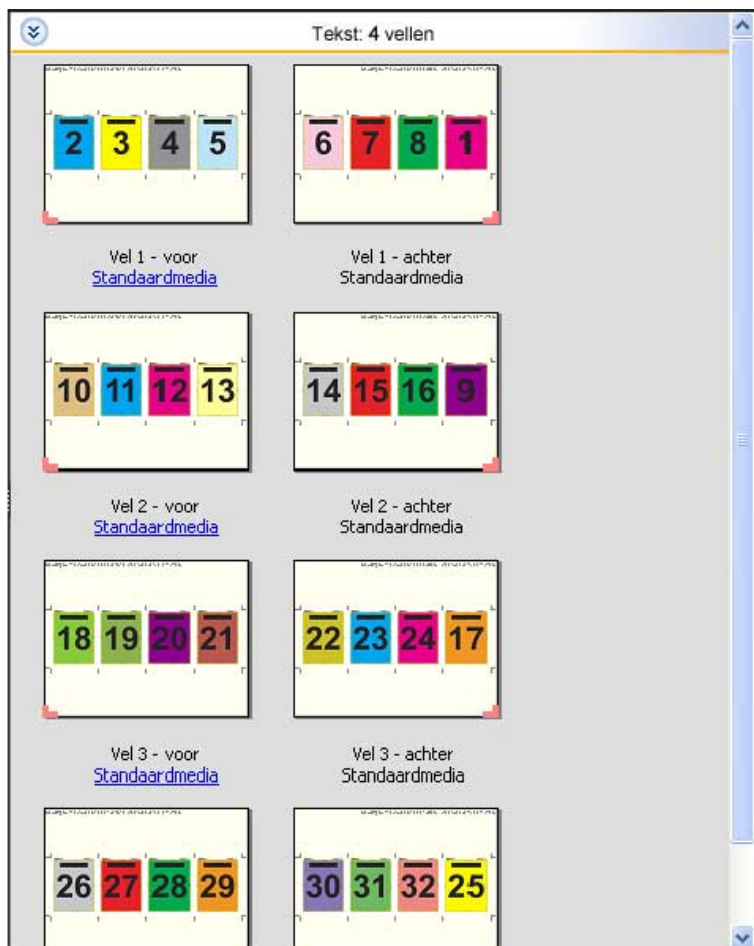 Tekst: 4 vellen
2 3 4 5
6 7 8 1
Vel 1 - voor
Standaardmedia
Vel 1 - achter
Standaardmedia
10 11 12 13
14 15 16 9
Vel 2 - voor
Standaardmedia
Vel 2 - achter
Standaardmedia
18 19 20 21
22 23 24 17
Vel 3 - voor
Standaardmedia
Vel 3 - achter
Standaardmedia
26 27 28 29
30 31 32 25